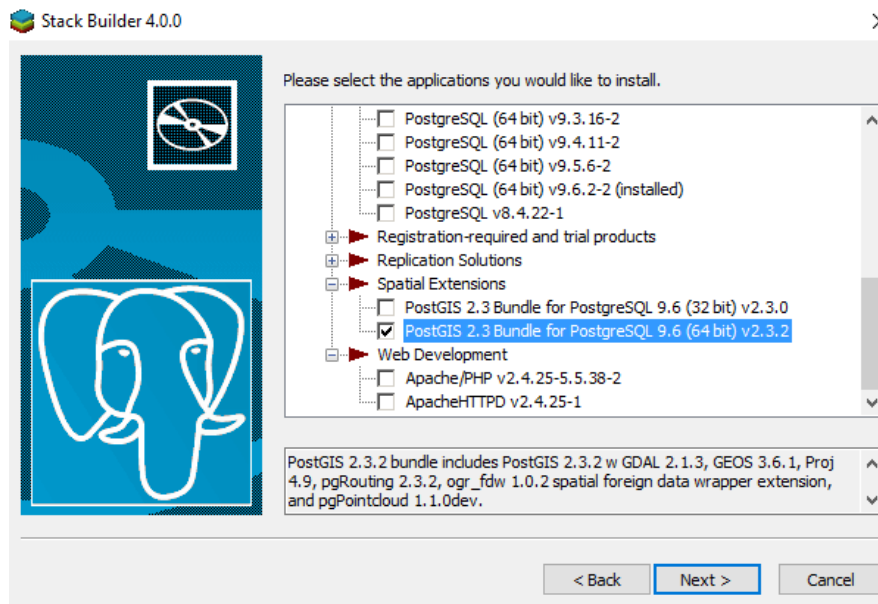 Stack Builder 4.0.0
Please select the applications you would like to install.
PostgreSQL (64 bit) v9.3.16-2
PostgreSQL (64 bit) v9.4.11-2
PostgreSQL (64 bit) v9.5.6-2
PostgreSQL (64 bit) v9.6.2-2 (installed)
PostgreSQL v8.4.22-1
Registration-required and trial products
Replication Solutions
Spatial Extensions
PostGIS 2.3 Bundle for PostgreSQL 9.6 (32 bit) v2.3.0
PostGIS 2.3 Bundle for PostgreSQL 9.6 (64 bit) v2.3.2
Web Development
Apache/PHP v2.4.25-5.5.38-2
ApacheHTTPD v2.4.25-1
PostGIS 2.3.2 bundle includes PostGIS 2.3.2 w GDAL 2.1.3, GEOS 3.6.1, Proj
4.9, pgRouting 2.3.2, ogr_fdw 1.0.2 spatial foreign data wrapper extension,
and pgPointcloud 1.1.0dev.
< Back Next > Cancel